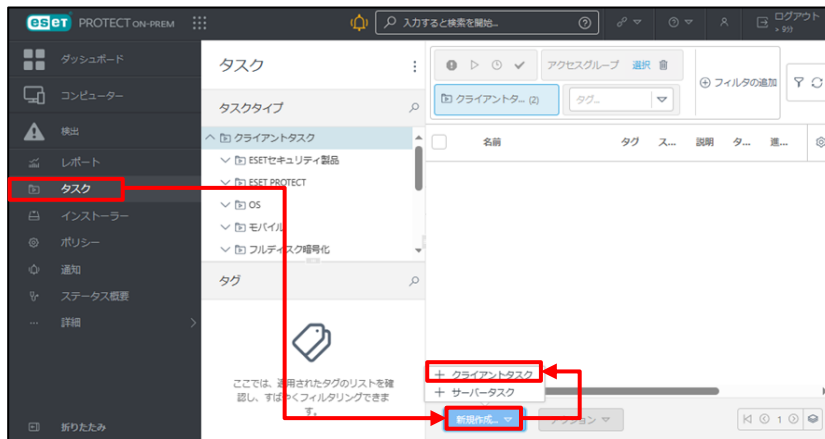 eset PROTECT ON-PREM
入力すると検索を開始...
ログアウト
> 9分
ダッシュボード
コンピューター
検出
レポート
タスク
インストーラー
ポリシー
通知
ステータス概要
詳細
折りたたみ
タスク
タスクタイプ
クライアントタスク
ESETセキュリティ製品
ESET PROTECT
OS
モバイル
フルディスク暗号化
タグ
ここでは、適用されたタグのリストを確
認し、すばやくフィルタリングできま
す。
アクセスグループ 選択
フィルタの追加
クライアントタ... (2)
タグ...
名前 タグ ス... 説明 タ... 進...
+ クライアントタスク
+ サーバータスク
新規作成...
アクション
1